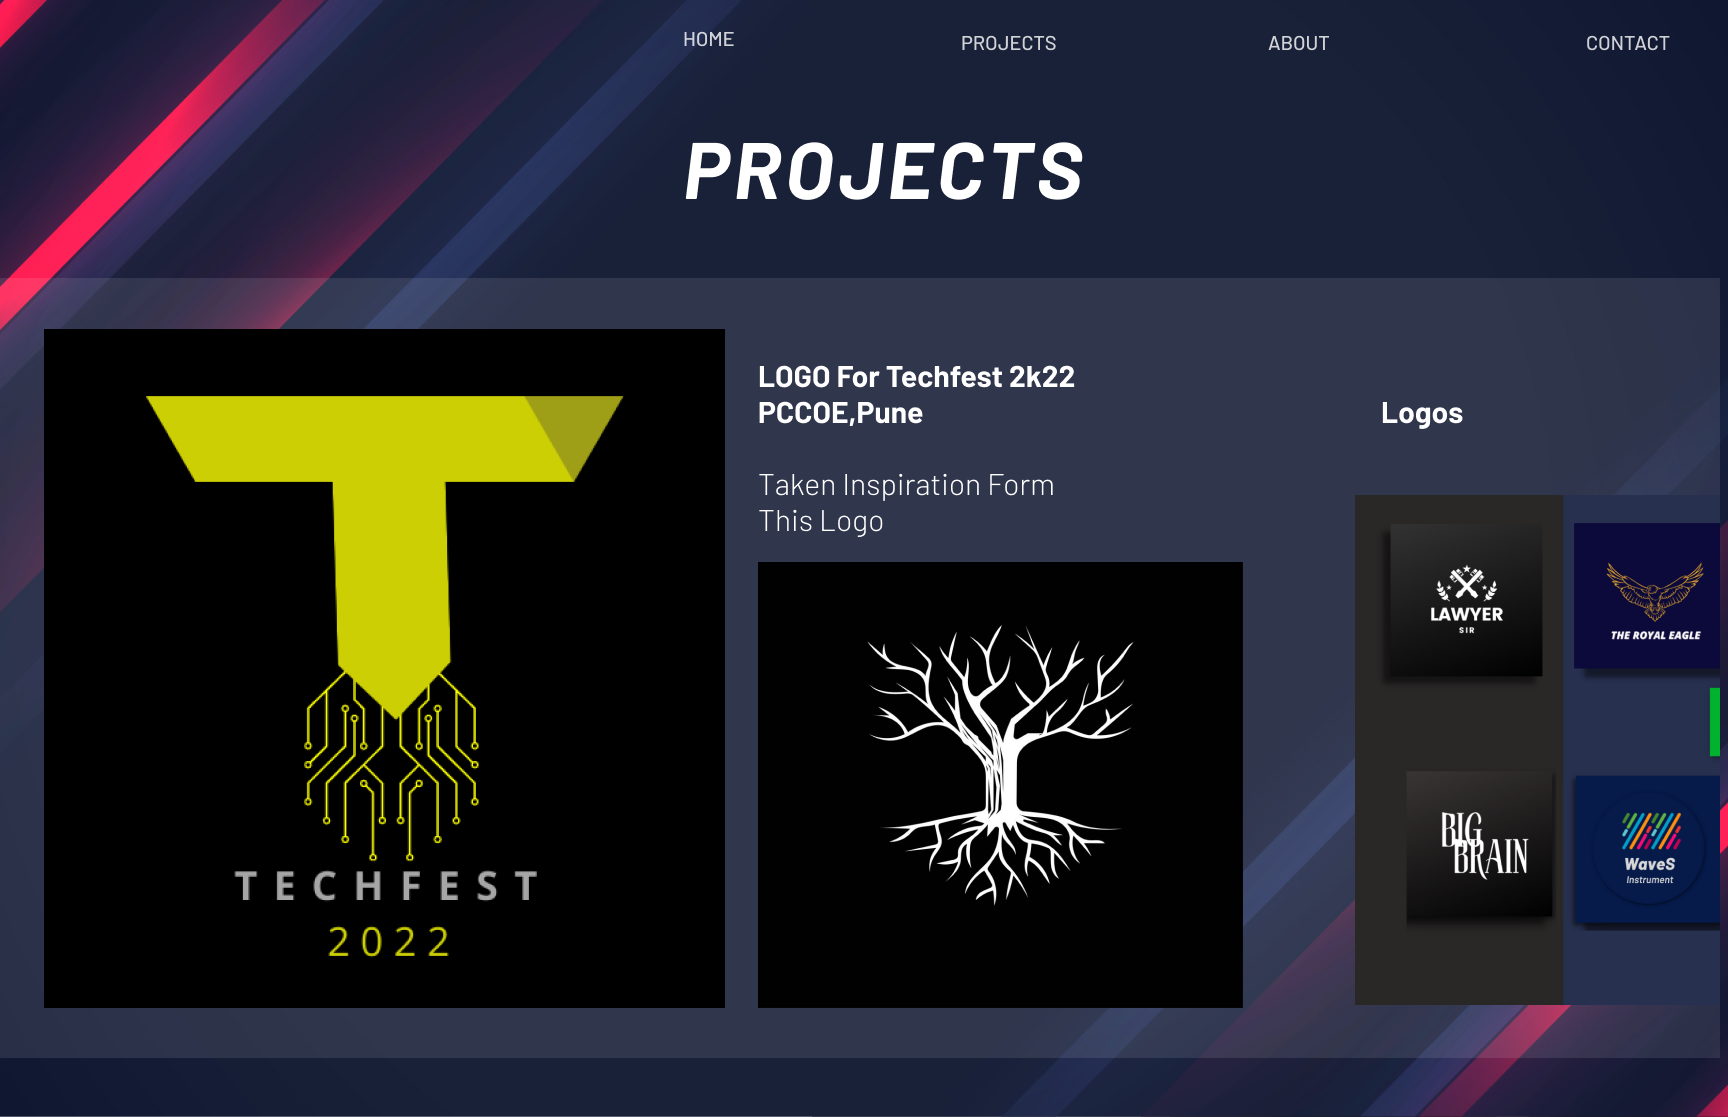 HOME
PROJECTS
ABOUT
CONTACT
PROJECTS
LOGO For Techfest 2k22
PCCOE,Pune
Taken Inspiration Form
This Logo
TECHFEST
2022
Logos
LAWYER
SIR
THE ROYAL EAGLE
BIG
BRAIN
WaveS
Instrument